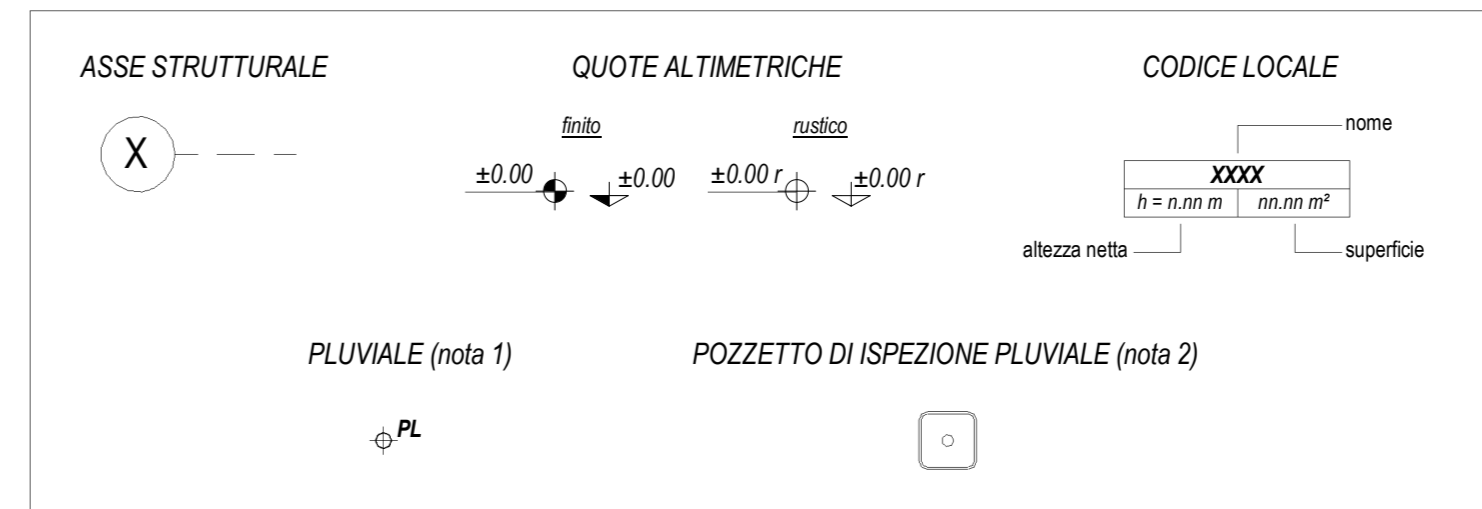 ASSE STRUTTURALE
QUOTE ALTIMETRICHE
CODICE LOCALE
X
finito
rustico
±0.00
±0.00
±0.00 r
±0.00 r
nome
XXXX
h = n.nn m
nn.nn m²
altezza netta
superficie
PLUVIALE (nota 1)
POZZETTO DI ISPEZIONE PLUVIALE (nota 2)
PL